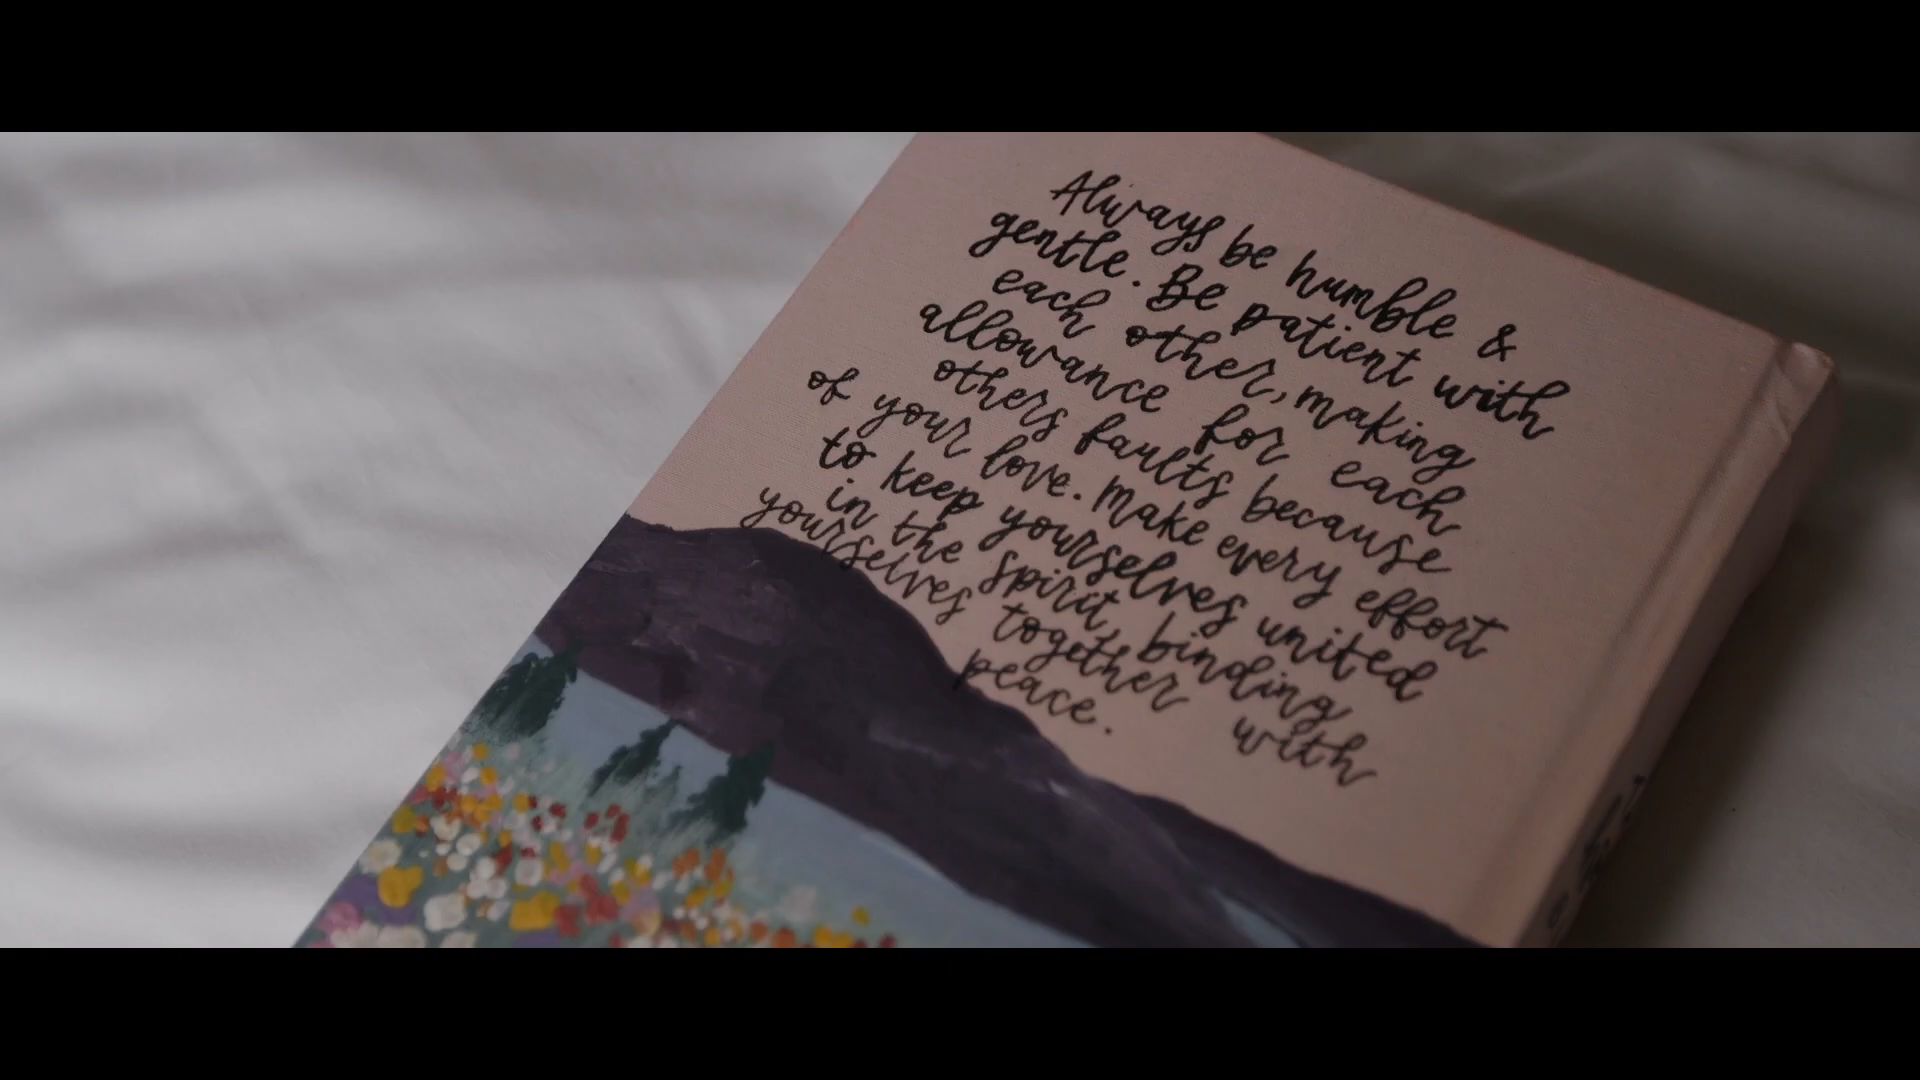 Always be humble &
gentle. Be patient with
each other, making
allowance for each
others faults because
of your love. Make every effort
to keep yourselves united
in the spirit, binding
yourselves together with
peace.